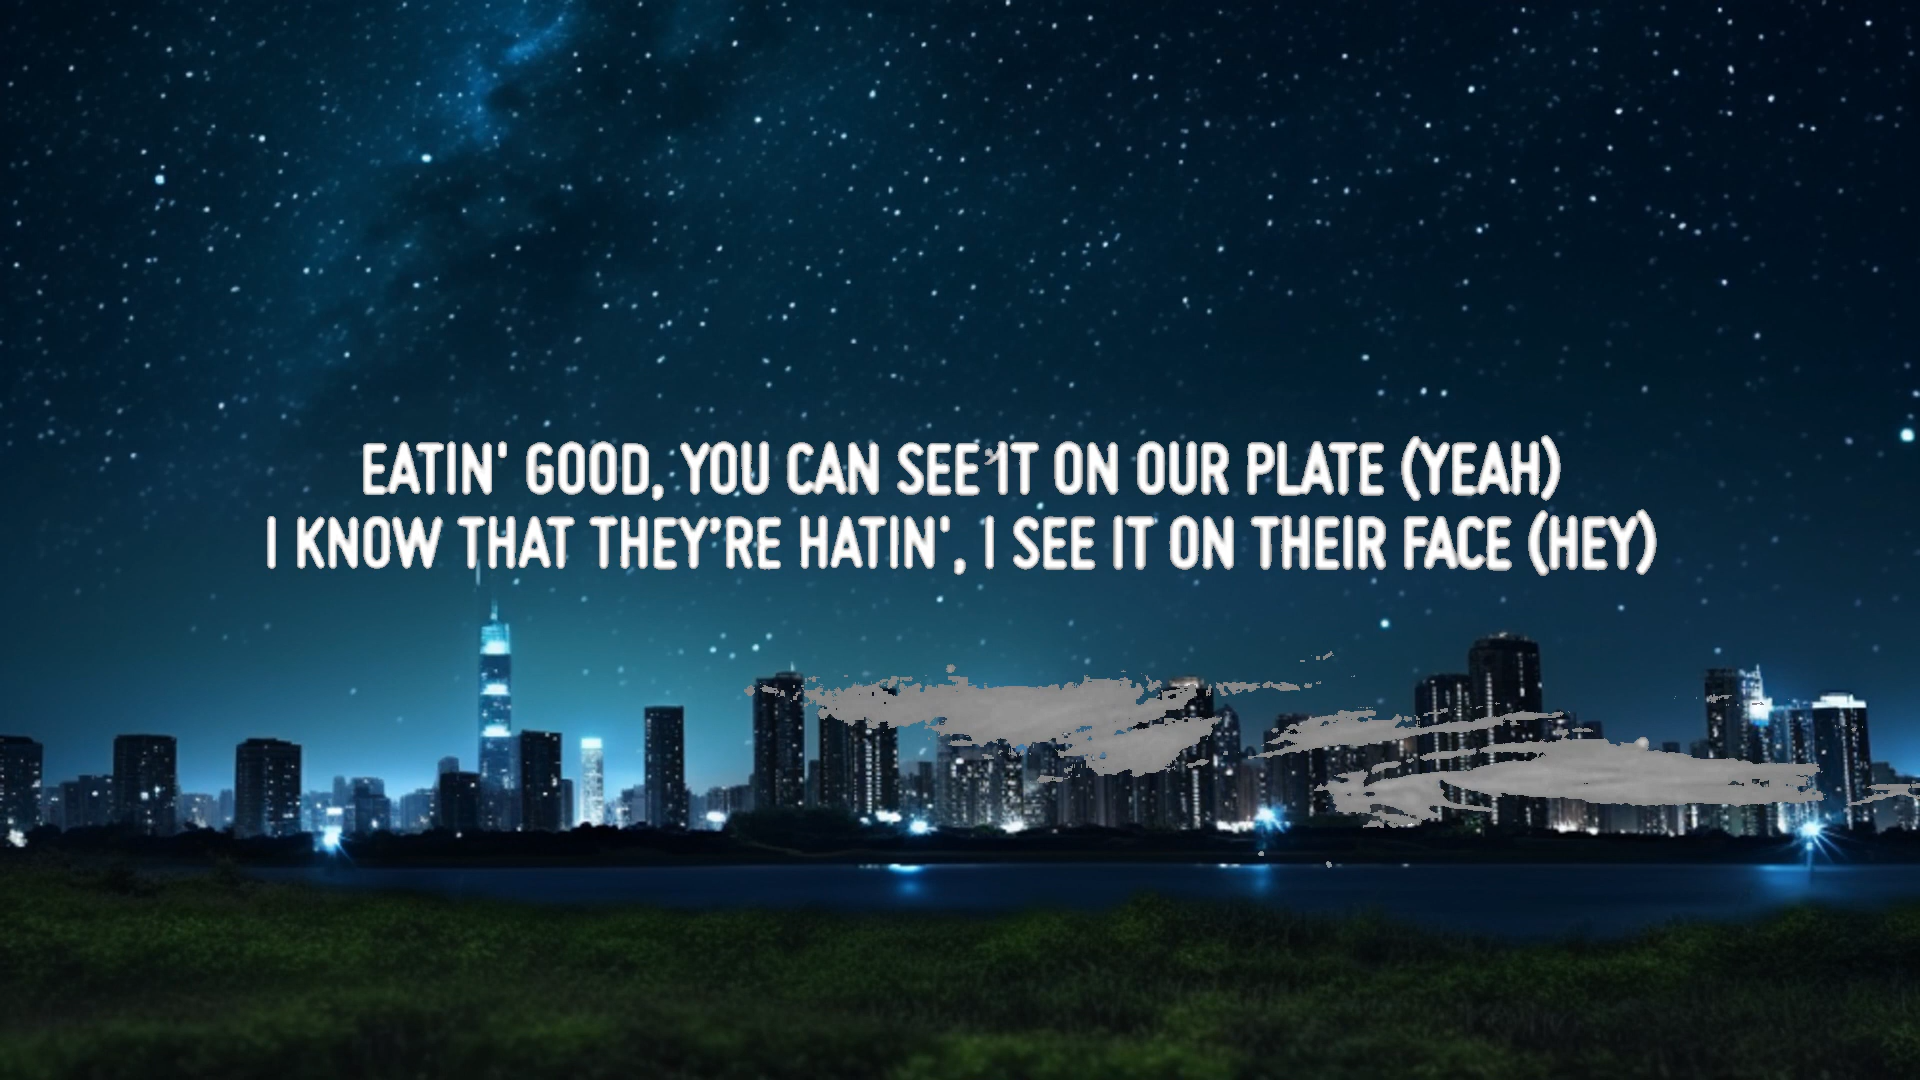 EATIN' GOOD, YOU CAN SEE IT ON OUR PLATE (YEAH)
I KNOW THAT THEY'RE HATIN', I SEE IT ON THEIR FACE (HEY)